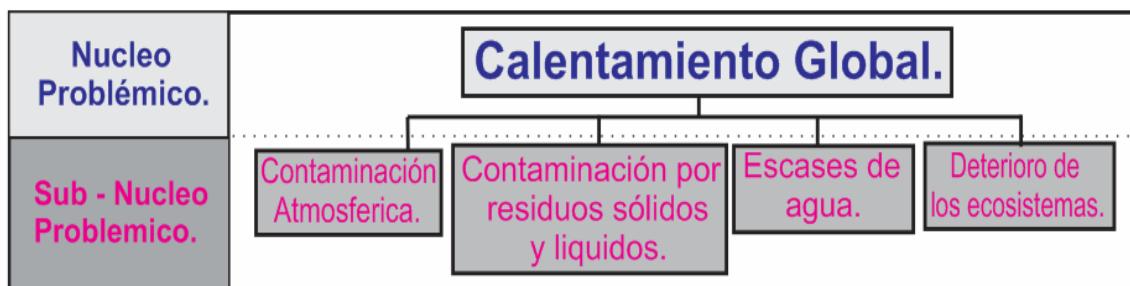 Nucleo
Problémico.
Calentamiento Global.
Sub - Nucleo
Problemico.
Contaminación
Atmosferica.
Contaminación por
residuos sólidos
y liquidos.
Escases de
agua.
Deterioro de
los ecosistemas.